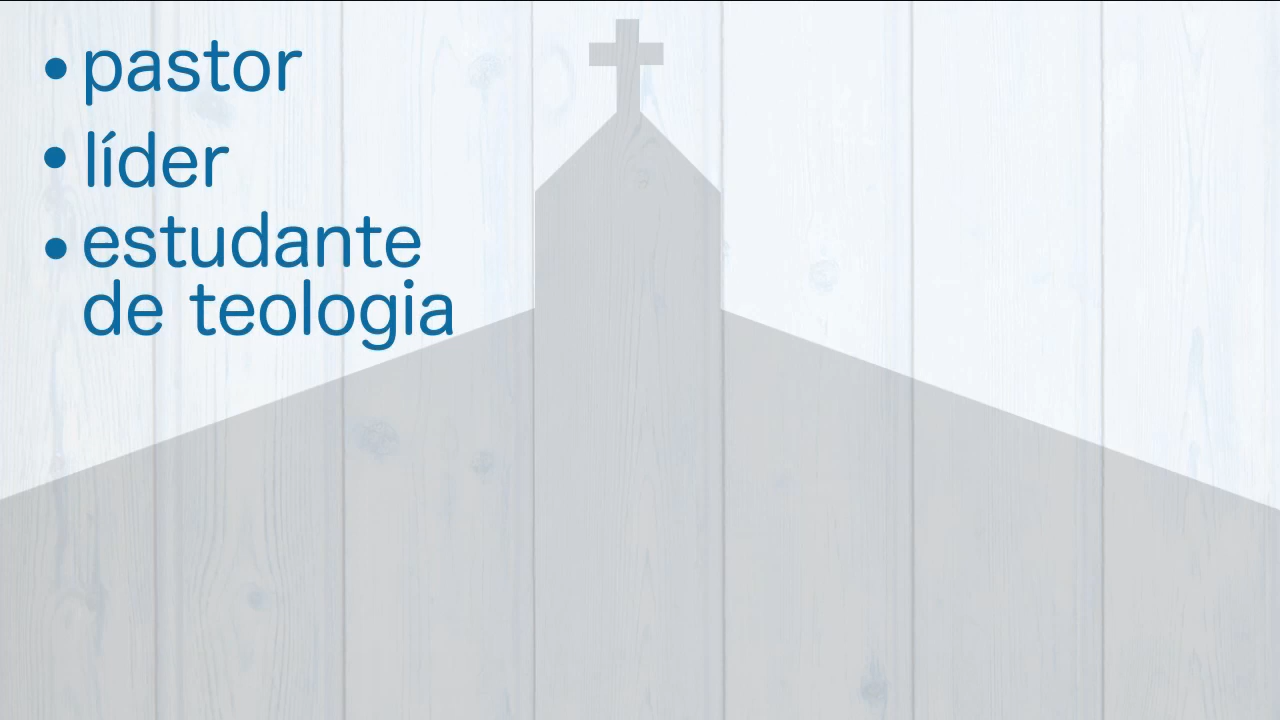 • pastor
• líder
• estudante
de teologia